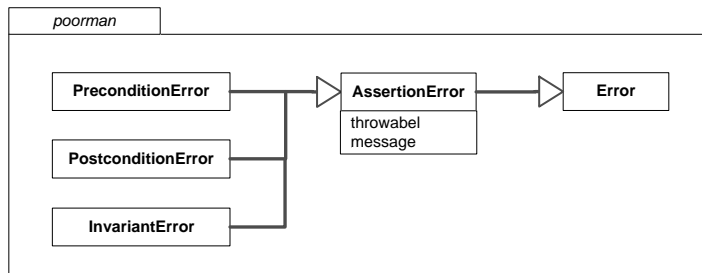 poorman
PreconditionError
AssertionError
Error
throwabel
message
PostconditionError
InvariantError